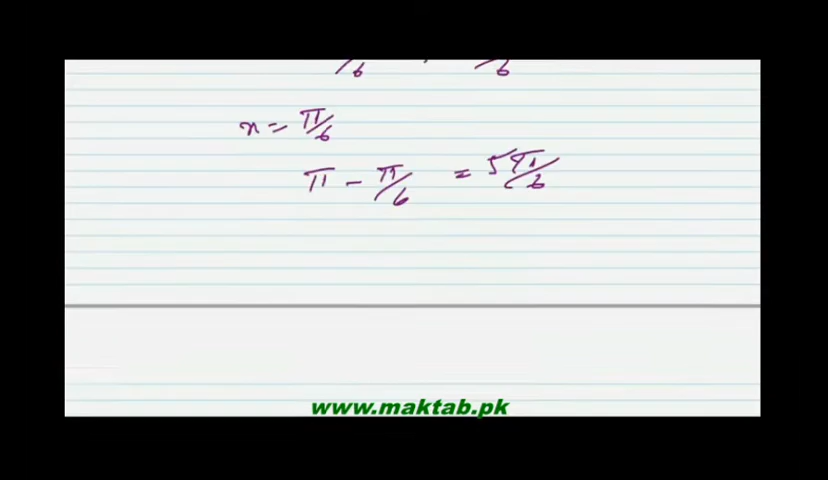 x = π/6
π - π/6 = 5π/6
www.maktab.pk